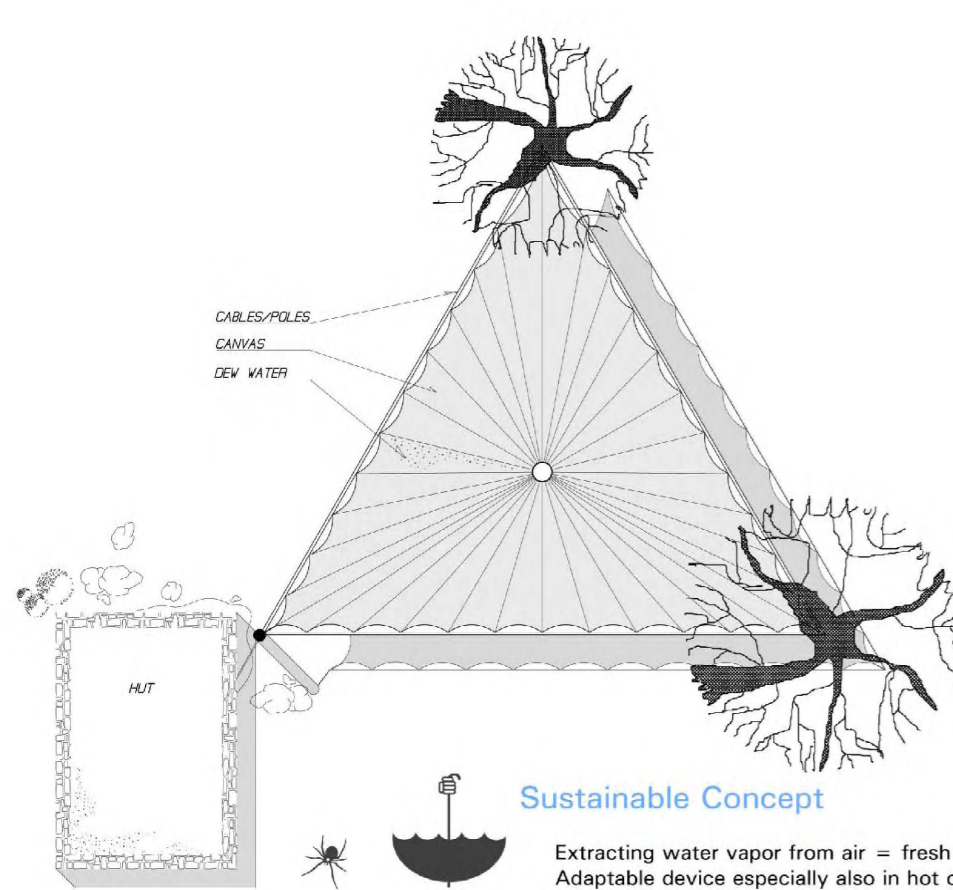 CABLES/POLES
CANVAS
DEW WATER
HUT
Sustainable Concept
Extracting water vapor from air = fresh
Adaptable device especially also in hot